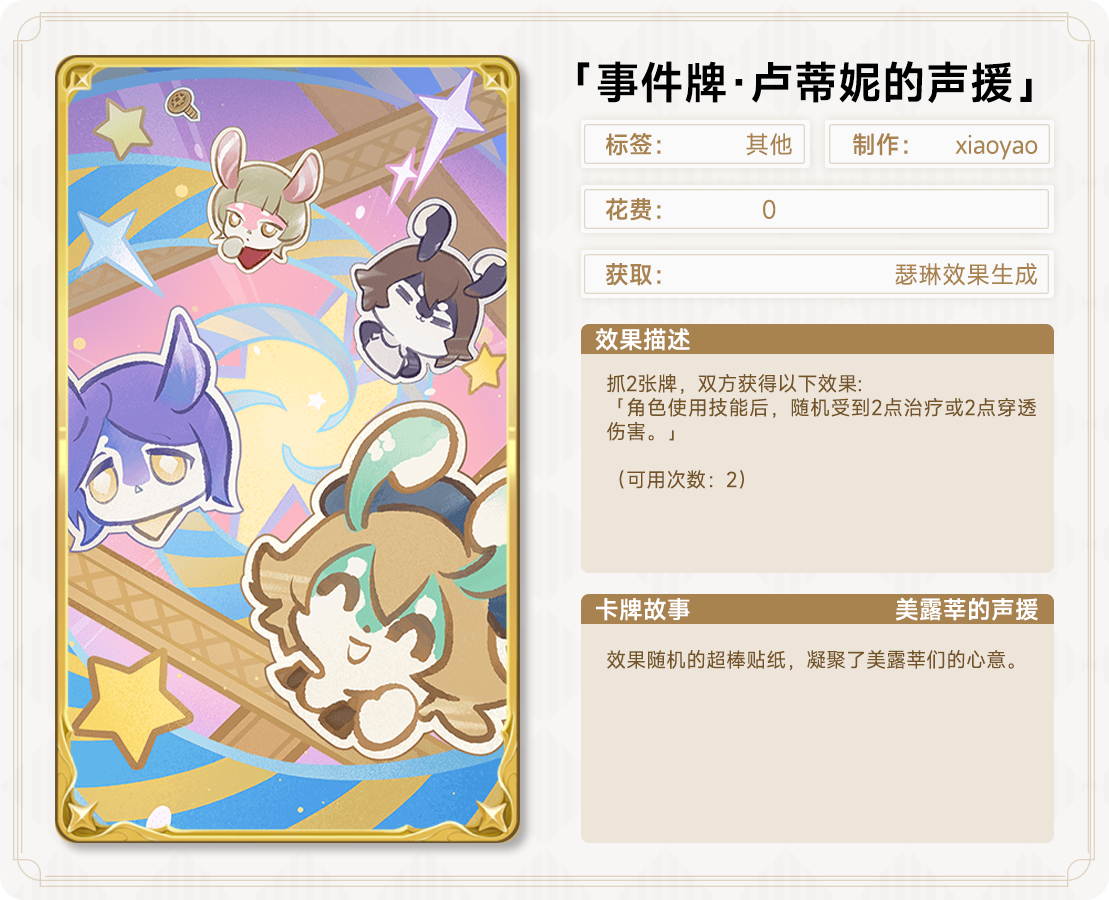 「事件牌·卢蒂妮的声援」
标签： 其他
制作： xiaoyao
花费： 0
获取： 瑟琳效果生成
效果描述
抓2张牌，双方获得以下效果:
「角色使用技能后，随机受到2点治疗或2点穿透
伤害。」
（可用次数：2）
卡牌故事 美露莘的声援
效果随机的超棒贴纸，凝聚了美露莘们的心意。